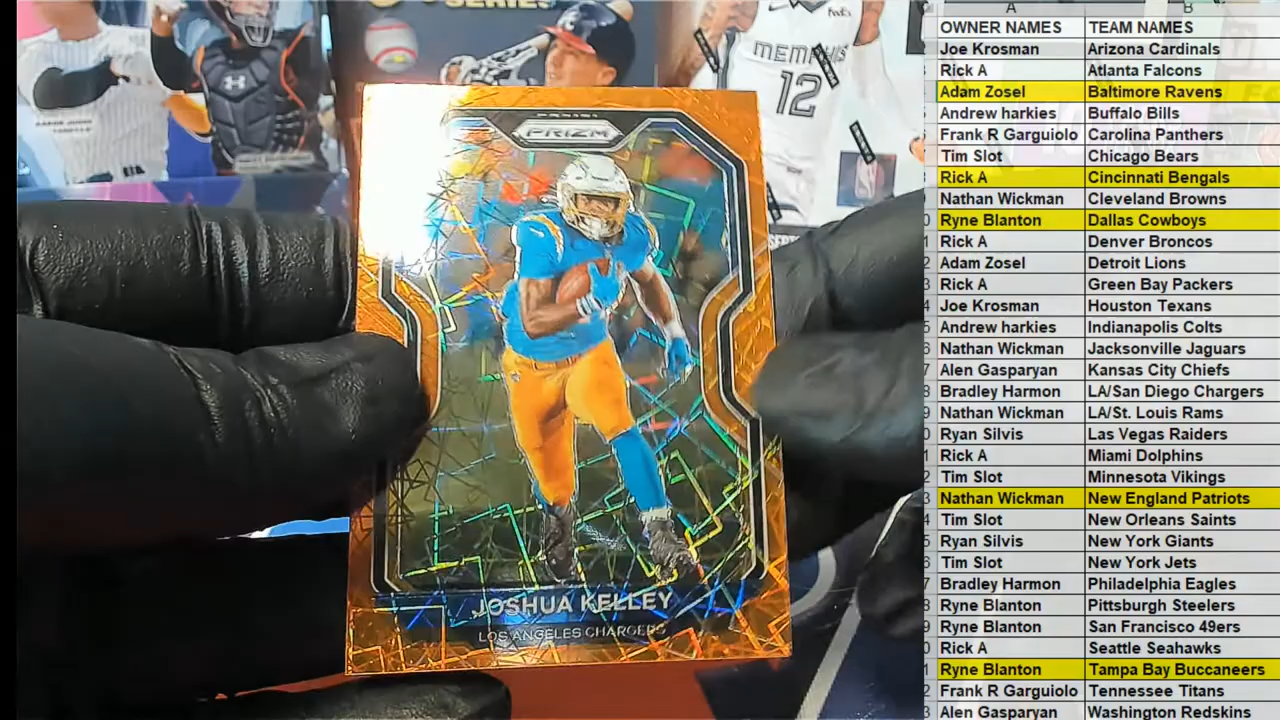 SERIES
FedEx
MEMPHIS
12
PANINI
PRIZM
JOSHUA KELLEY
LOS ANGELES CHARGERS
A B
OWNER NAMES TEAM NAMES
Joe Krosman Arizona Cardinals
Rick A Atlanta Falcons
Adam Zosel Baltimore Ravens
Andrew harkies Buffalo Bills
Frank R Garguiolo Carolina Panthers
Tim Slot Chicago Bears
Rick A Cincinnati Bengals
Nathan Wickman Cleveland Browns
Ryne Blanton Dallas Cowboys
Rick A Denver Broncos
Adam Zosel Detroit Lions
Rick A Green Bay Packers
Joe Krosman Houston Texans
Andrew harkies Indianapolis Colts
Nathan Wickman Jacksonville Jaguars
Alen Gasparyan Kansas City Chiefs
Bradley Harmon LA/San Diego Chargers
Nathan Wickman LA/St. Louis Rams
Ryan Silvis Las Vegas Raiders
Rick A Miami Dolphins
Tim Slot Minnesota Vikings
Nathan Wickman New England Patriots
Tim Slot New Orleans Saints
Ryan Silvis New York Giants
Tim Slot New York Jets
Bradley Harmon Philadelphia Eagles
Ryne Blanton Pittsburgh Steelers
Ryne Blanton San Francisco 49ers
Rick A Seattle Seahawks
Ryne Blanton Tampa Bay Buccaneers
Frank R Garguiolo Tennessee Titans
Alen Gasparyan Washington Redskins